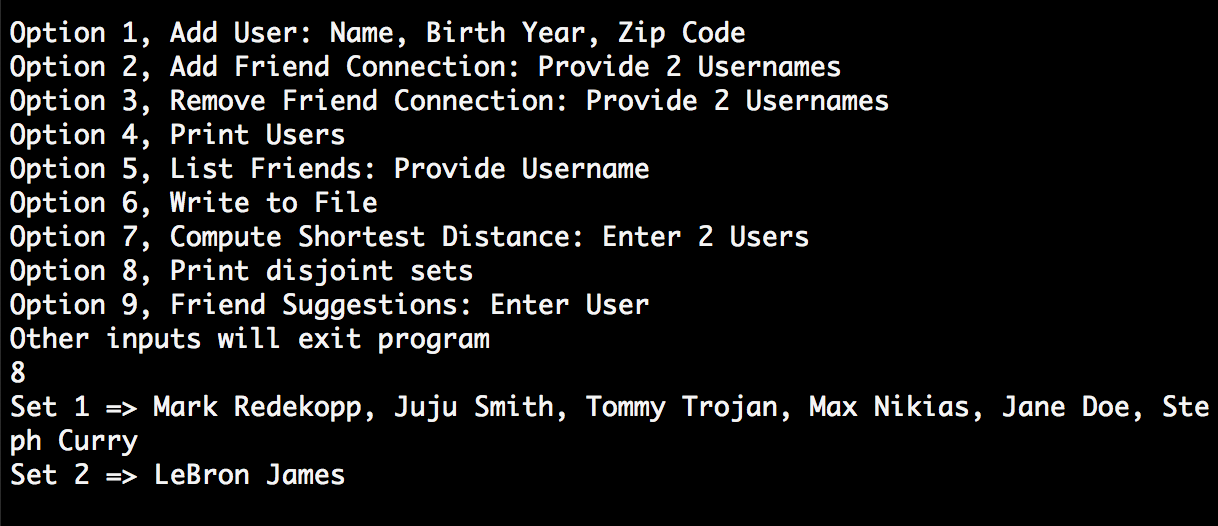 Option 1, Add User: Name, Birth Year, Zip Code
Option 2, Add Friend Connection: Provide 2 Usernames
Option 3, Remove Friend Connection: Provide 2 Usernames
Option 4, Print Users
Option 5, List Friends: Provide Username
Option 6, Write to File
Option 7, Compute Shortest Distance: Enter 2 Users
Option 8, Print disjoint sets
Option 9, Friend Suggestions: Enter User
Other inputs will exit program
8
Set 1 => Mark Redekopp, Juju Smith, Tommy Trojan, Max Nikias, Jane Doe, Ste
ph Curry
Set 2 => LeBron James